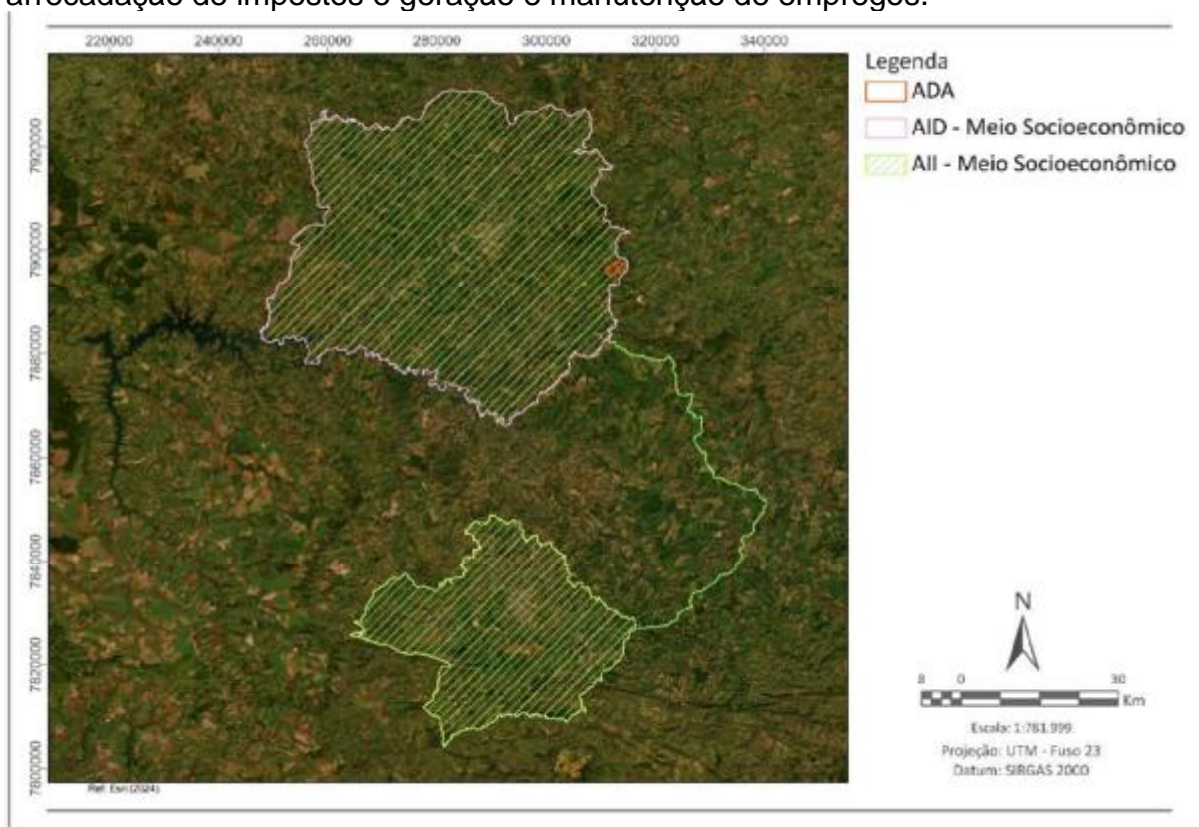 arrecadação de impostos e geração e manutenção de empregos.
220000 240000 260000 280000 300000 320000 340000
7920000
7900000
7880000
7860000
7840000
7820000
7800000
Ref. Esri (2024)
Legenda
ADA
AID - Meio Socioeconômico
AII - Meio Socioeconômico
N
8 0 30
Km
Escala: 1:781.999
Projeção: UTM - Fuso 23
Datum: SIRGAS 2000